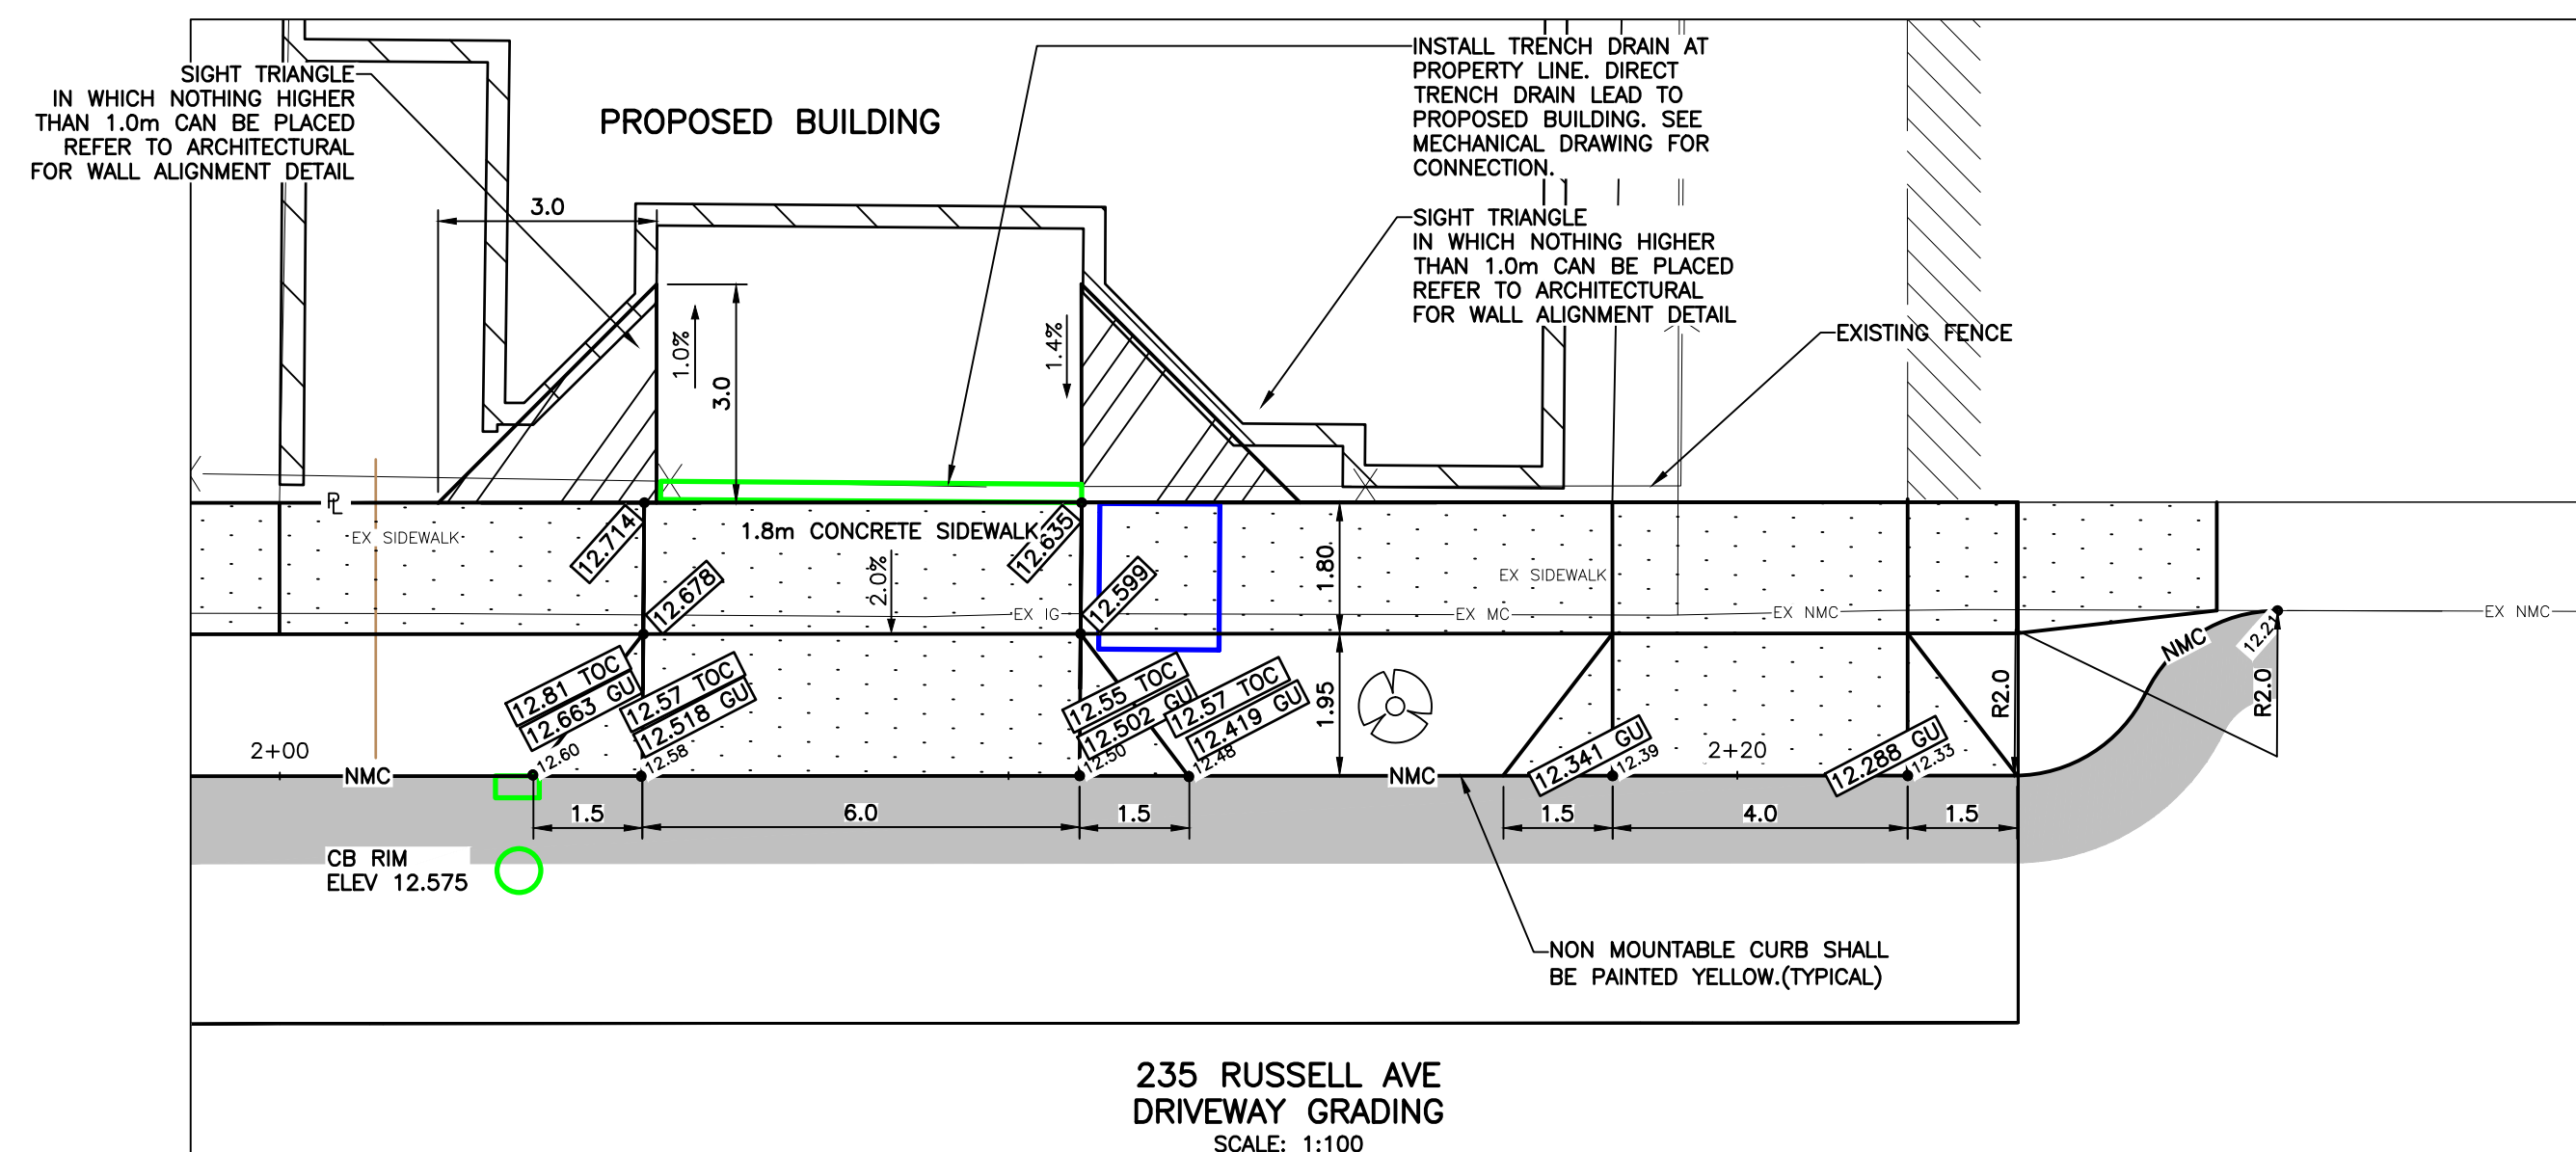 SIGHT TRIANGLE
IN WHICH NOTHING HIGHER
THAN 1.0m CAN BE PLACED
REFER TO ARCHITECTURAL
FOR WALL ALIGNMENT DETAIL
PROPOSED BUILDING
INSTALL TRENCH DRAIN AT
PROPERTY LINE. DIRECT
TRENCH DRAIN LEAD TO
PROPOSED BUILDING. SEE
MECHANICAL DRAWING FOR
CONNECTION.
SIGHT TRIANGLE
IN WHICH NOTHING HIGHER
THAN 1.0m CAN BE PLACED
REFER TO ARCHITECTURAL
FOR WALL ALIGNMENT DETAIL
EXISTING FENCE
3.0
1.0%
3.0
1.4%
PL
EX SIDEWALK
12.714
1.8m CONCRETE SIDEWALK
12.635
12.678
2.0%
EX IG
12.599
1.80
EX SIDEWALK
EX MC
EX NMC
EX NMC
12.81 TOC
12.663 GU
12.60
12.57 TOC
12.518 GU
12.58
12.55 TOC
12.502 GU
12.50
12.57 TOC
12.419 GU
12.48
1.95
12.341 GU
12.39
12.288 GU
12.33
R2.0
NMC
12.21
R2.0
2+00
2+20
NMC
NMC
1.5
6.0
1.5
1.5
4.0
1.5
CB RIM
ELEV 12.575
NON MOUNTABLE CURB SHALL
BE PAINTED YELLOW.(TYPICAL)
235 RUSSELL AVE
DRIVEWAY GRADING
SCALE: 1:100